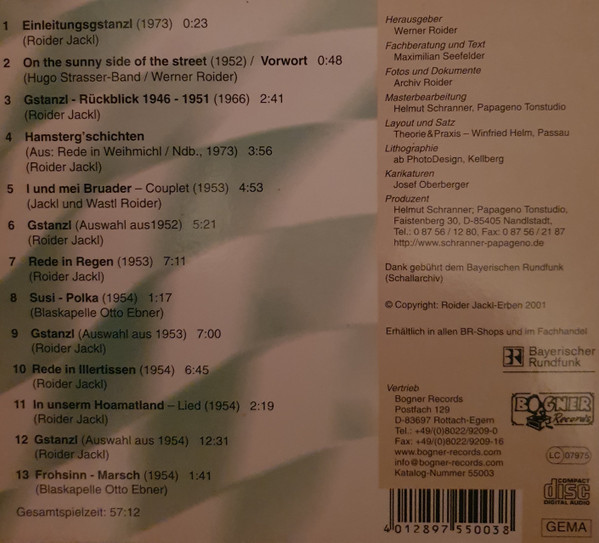 1 Einleitungsgstanzl (1973) 0:23
(Roider Jackl)
2 On the sunny side of the street (1952) / Vorwort 0:48
(Hugo Strasser-Band / Werner Roider)
3 Gstanzl - Rückblick 1946 - 1951 (1966) 2:41
(Roider Jackl)
4 Hamsterg'schichten
(Aus: Rede in Weihmichl / Ndb., 1973) 3:56
(Roider Jackl)
5 I und mei Bruader – Couplet (1953) 4:53
(Jackl und Wastl Roider)
6 Gstanzl (Auswahl aus1952) 5:21
(Roider Jackl)
7 Rede in Regen (1953) 7:11
(Roider Jackl)
8 Susi - Polka (1954) 1:17
(Blaskapelle Otto Ebner)
9 Gstanzl (Auswahl aus 1953) 7:00
(Roider Jackl)
10 Rede in Illertissen (1954) 6:45
(Roider Jackl)
11 In unserm Hoamatland – Lied (1954) 2:19
(Roider Jackl)
12 Gstanzl (Auswahl aus 1954) 12:31
(Roider Jackl)
13 Frohsinn - Marsch (1954) 1:41
(Blaskapelle Otto Ebner)
Gesamtspielzeit: 57:12
Herausgeber
Werner Roider
Fachberatung und Text
Maximilian Seefelder
Fotos und Dokumente
Archiv Roider
Masterbearbeitung
Helmut Schranner, Papageno Tonstudio
Layout und Satz
Theorie & Praxis – Winfried Helm, Passau
Lithographie
ab PhotoDesign, Kellberg
Karikaturen
Josef Oberberger
Produzent
Helmut Schranner; Papageno Tonstudio,
Faistenberg 30, D-85405 Nandlstadt,
Tel.: 0 87 56 / 12 80, Fax: 0 87 56 / 21 87
http://www.schranner-papageno.de
Dank gebührt dem Bayerischen Rundfunk
(Schallarchiv)
© Copyright: Roider Jackl-Erben 2001
Erhältlich in allen BR-Shops und im Fachhandel
BR Bayerischer
Rundfunk
Vertrieb
Bogner Records
Postfach 129
D-83697 Rottach-Egern
Tel.: +49/(0)8022/9209-0
Fax: +49/(0)8022/9209-16
www.bogner-records.com
info@bogner-records.com
Katalog-Nummer 55003
BOGNER
Records
LC 07975
COMPACT
disc
DIGITAL AUDIO
GEMA
4 012897 550038